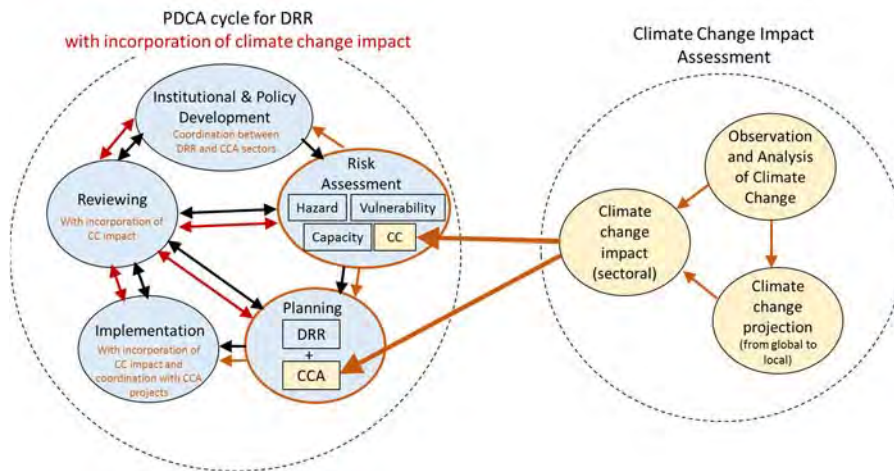 PDCA cycle for DRR
with incorporation of climate change impact
Institutional & Policy
Development
Coordination between
DRR and CCA sectors
Risk
Assessment
Hazard
Vulnerability
Capacity
CC
Reviewing
With incorporation of
CC impact
Planning
DRR
+
CCA
Implementation
With incorporation of
CC impact and
coordination with CCA
projects
Climate Change Impact
Assessment
Observation
and Analysis
of Climate
Change
Climate
change
impact
(sectoral)
Climate
change
projection
(from global to
local)